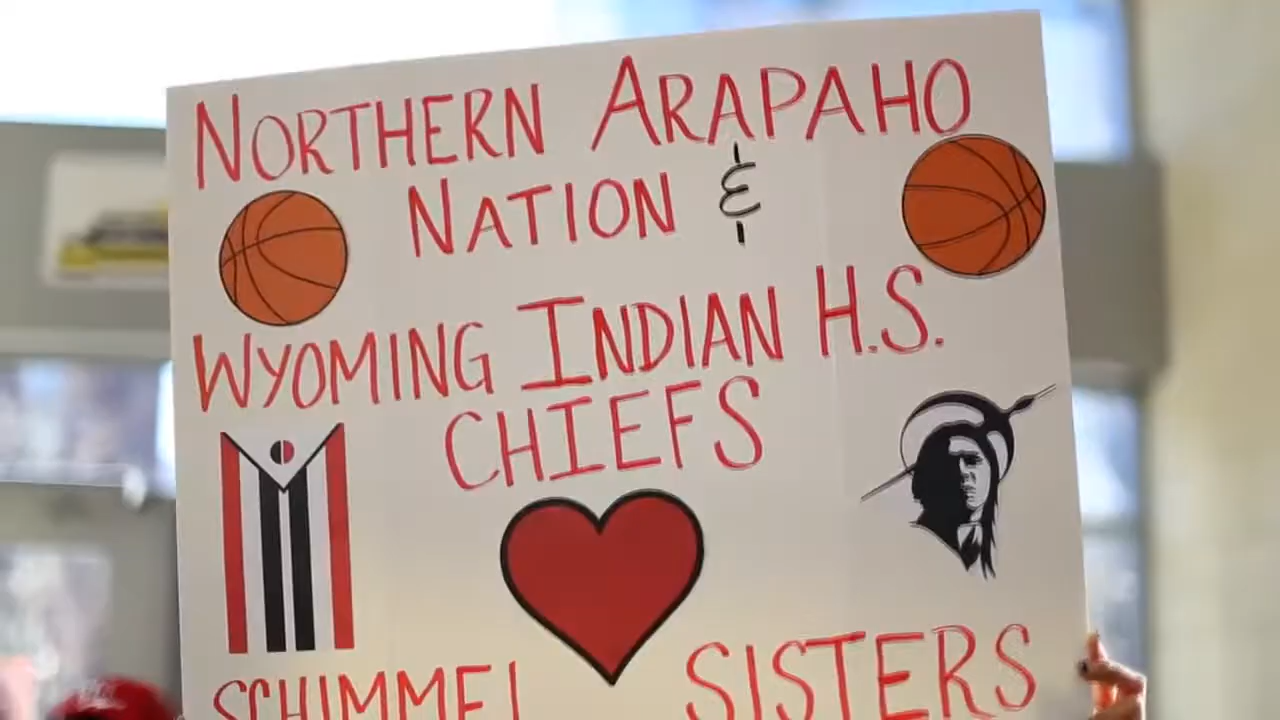 NORTHERN ARAPAHO
NATION &
WYOMING INDIAN H.S.
CHIEFS
SCHIMMEL SISTERS